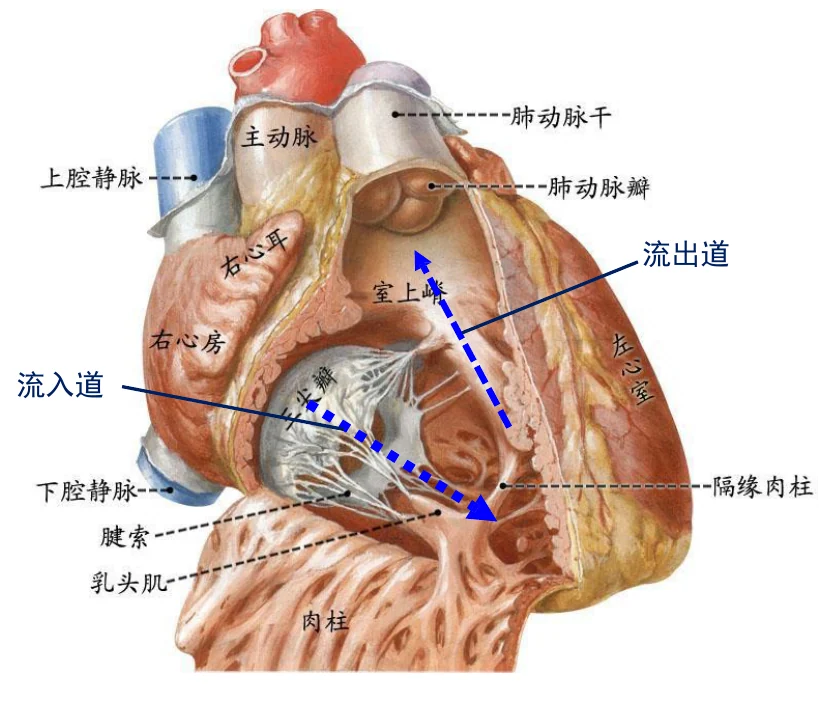 肺动脉干
主动脉
上腔静脉
肺动脉瓣
右心耳
流出道
室上嵴
右心房
左心室
流入道
三尖瓣
下腔静脉
隔缘肉柱
腱索
乳头肌
肉柱